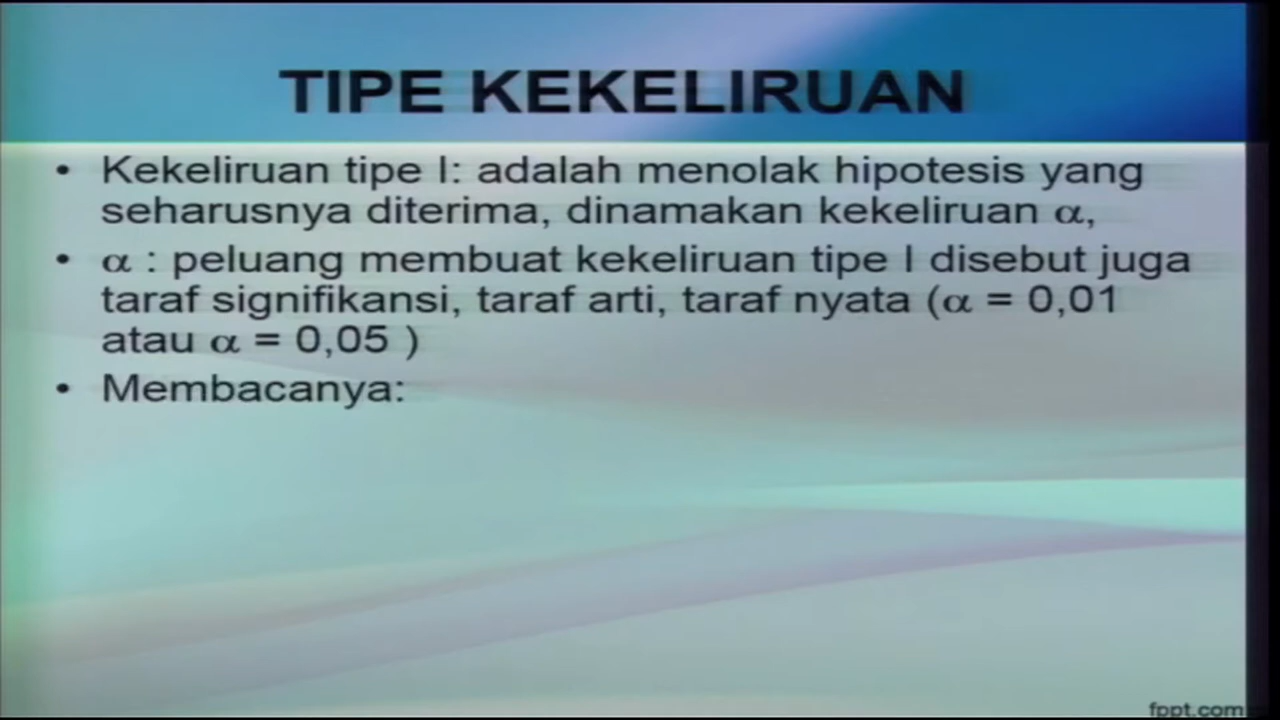 TIPE KEKELIRUAN
• Kekeliruan tipe I: adalah menolak hipotesis yang
seharusnya diterima, dinamakan kekeliruan α,
• α : peluang membuat kekeliruan tipe I disebut juga
taraf signifikansi, taraf arti, taraf nyata (α = 0,01
atau α = 0,05 )
• Membacanya:
fppt.com